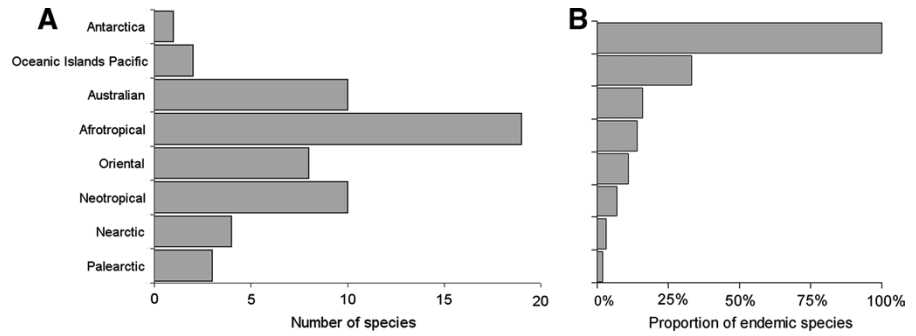 A
Antarctica
Oceanic Islands Pacific
Australian
Afrotropical
Oriental
Neotropical
Nearctic
Palearctic
0 5 10 15 20
Number of species
B
0% 25% 50% 75% 100%
Proportion of endemic species